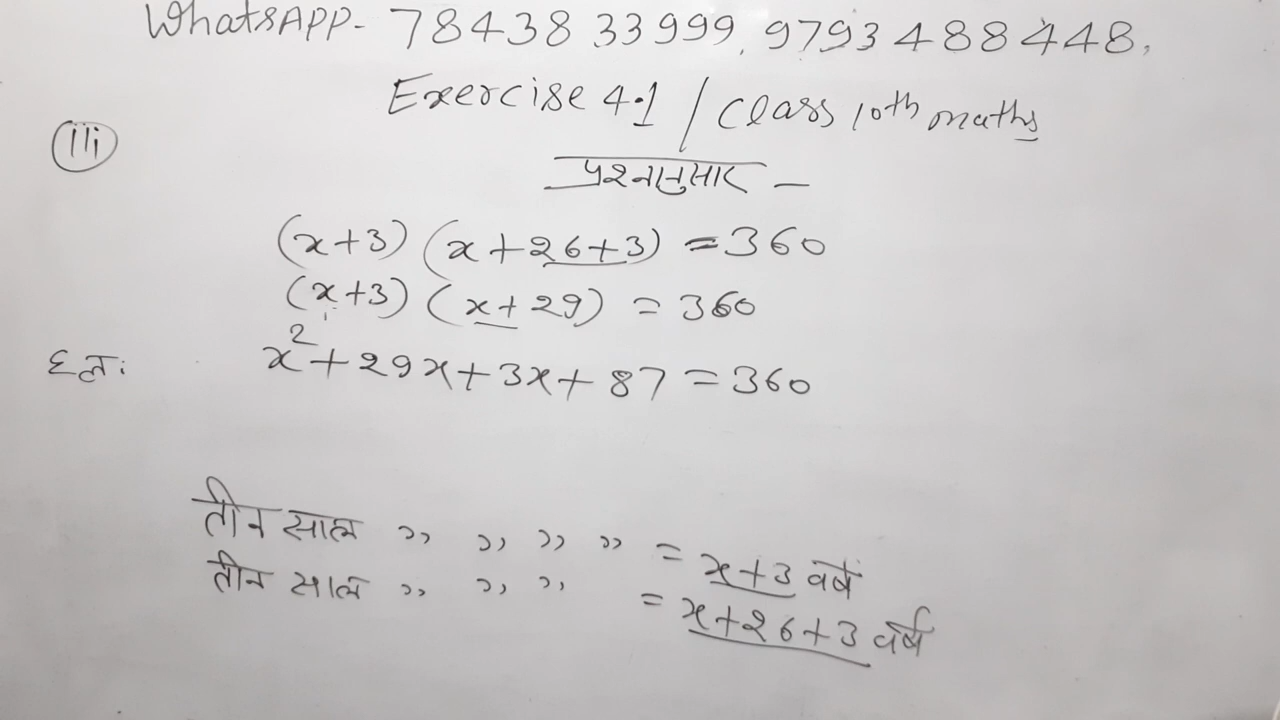 WhatsAPP- 7843833999, 9793488448,
Exercise 4.1 / Class 10th maths
(iii)
प्रश्नानुसार —
(x+3) (x+26+3) = 360
(x+3) (x+29) = 360
हल: x²+29x+3x+87 = 360
तीन साल ,, ,, ,, ,, = x+3 वर्ष
तीन साल ,, ,, ,, = x+26+3 वर्ष